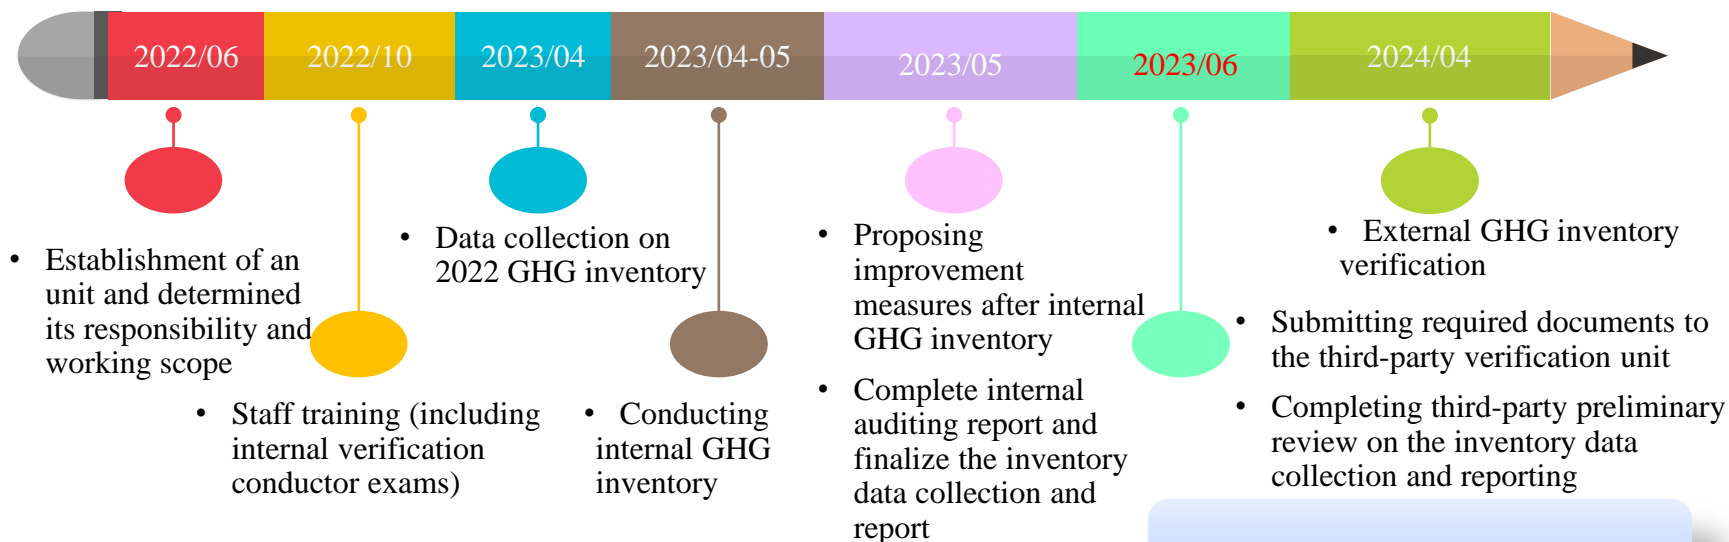 2022/06
2022/10
2023/04
2023/04-05
2023/05
2023/06
2024/04
• Establishment of an
unit and determined
its responsibility and
working scope
• Staff training (including
internal verification
conductor exams)
• Data collection on
2022 GHG inventory
• Conducting
internal GHG
inventory
• Proposing
improvement
measures after internal
GHG inventory
• Complete internal
auditing report and
finalize the inventory
data collection and
report
• Submitting required documents to
the third-party verification unit
• Completing third-party preliminary
review on the inventory data
collection and reporting
• External GHG inventory
verification